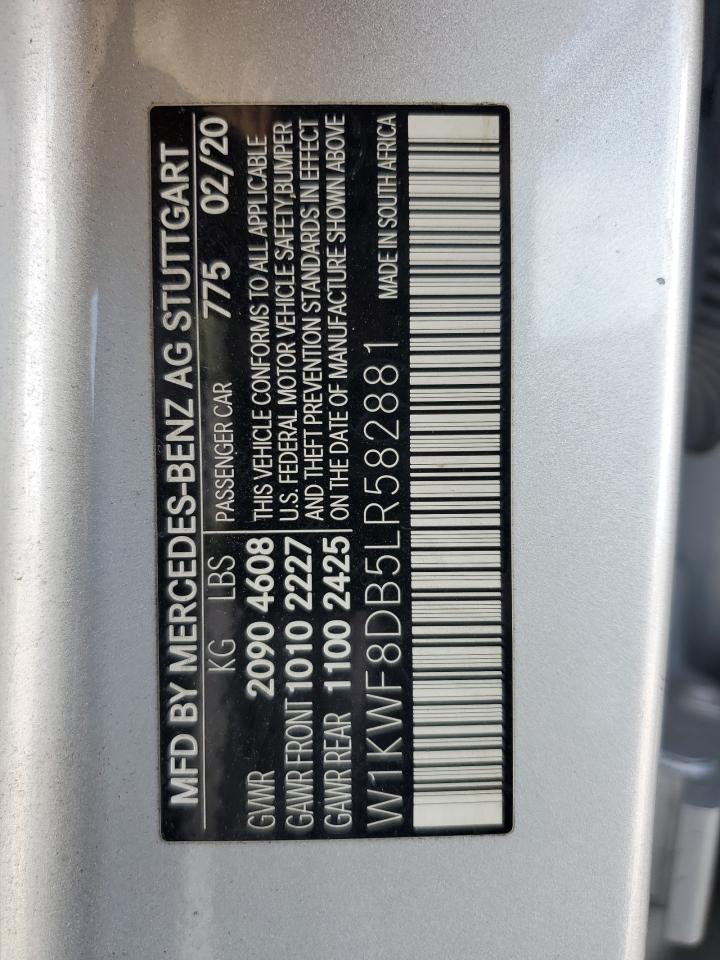 MFD BY MERCEDES-BENZ AG STUTTGART
KG LBS PASSENGER CAR 775 02/20
GVWR 2090 4608 THIS VEHICLE CONFORMS TO ALL APPLICABLE
GAWR FRONT 1010 2227 U.S. FEDERAL MOTOR VEHICLE SAFETY, BUMPER
GAWR REAR 1100 2425 AND THEFT PREVENTION STANDARDS IN EFFECT
ON THE DATE OF MANUFACTURE SHOWN ABOVE
W1KWF8DB5LR582881 MADE IN SOUTH AFRICA